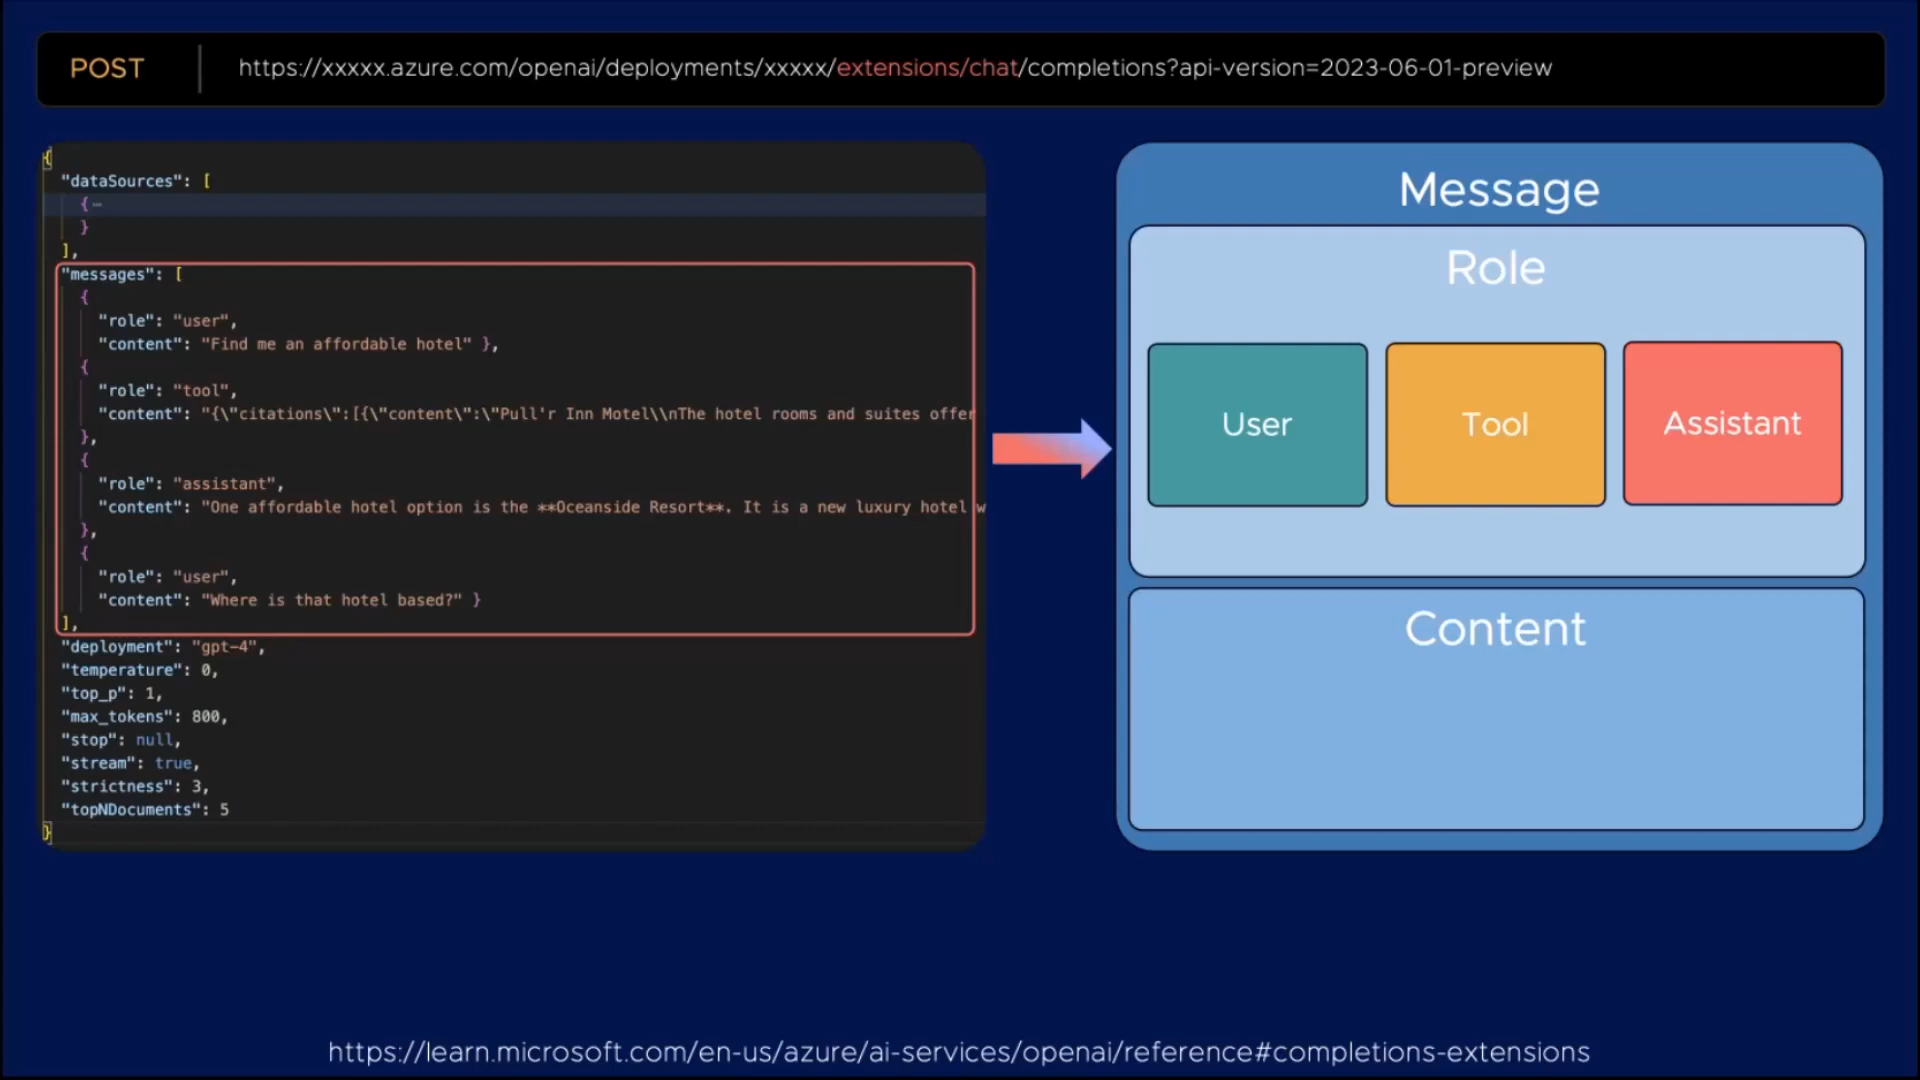 POST
https://xxxxx.azure.com/openai/deployments/xxxxx/extensions/chat/completions?api-version=2023-06-01-preview
{
"dataSources": [
{⋯
}
],
"messages": [
{
"role": "user",
"content": "Find me an affordable hotel" },
{
"role": "tool",
"content": "{\"citations\":[{\"content\":\"Pull'r Inn Motel\\nThe hotel rooms and suites offer
},
{
"role": "assistant",
"content": "One affordable hotel option is the **Oceanside Resort**. It is a new luxury hotel w
},
{
"role": "user",
"content": "Where is that hotel based?" }
],
"deployment": "gpt-4",
"temperature": 0,
"top_p": 1,
"max_tokens": 800,
"stop": null,
"stream": true,
"strictness": 3,
"topNDocuments": 5
}
Message
Role
User
Tool
Assistant
Content
https://learn.microsoft.com/en-us/azure/ai-services/openai/reference#completions-extensions